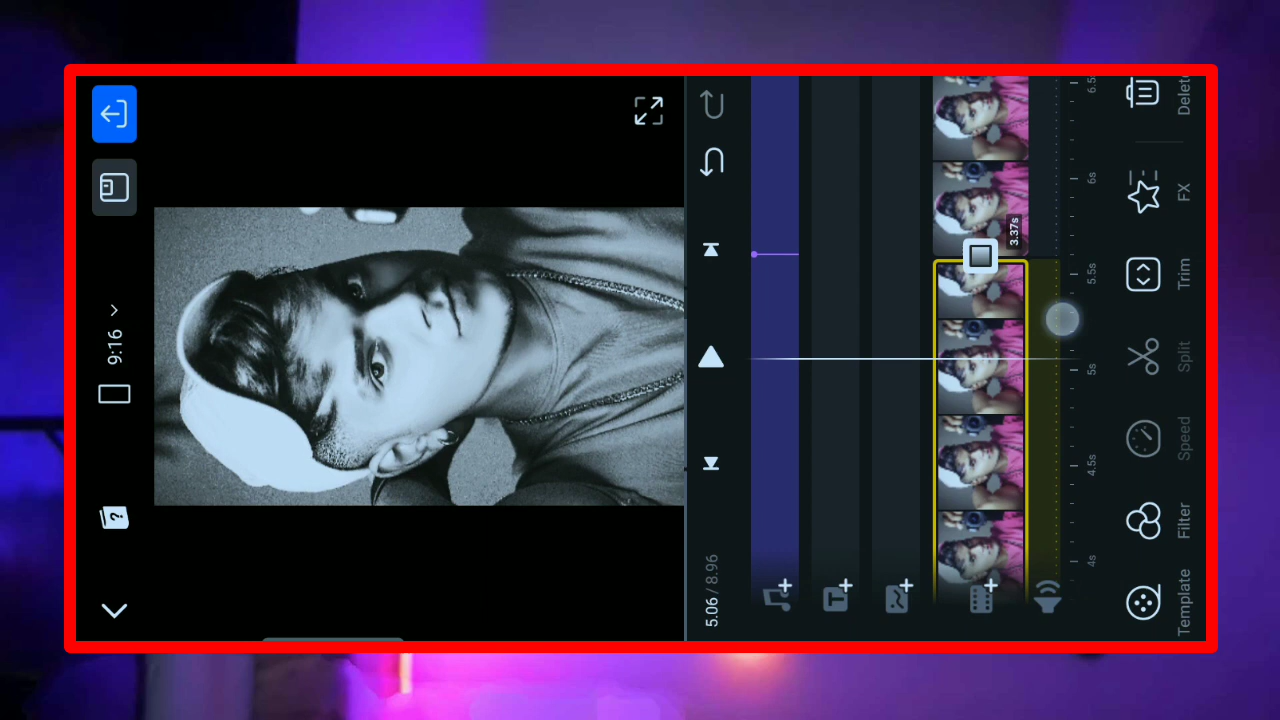 9:16
?
5.06 / 8.96
T
3.37s
6.5
6s
5.5s
5s
4.5s
4s
Delete
FX
Trim
Split
Speed
Filter
Template